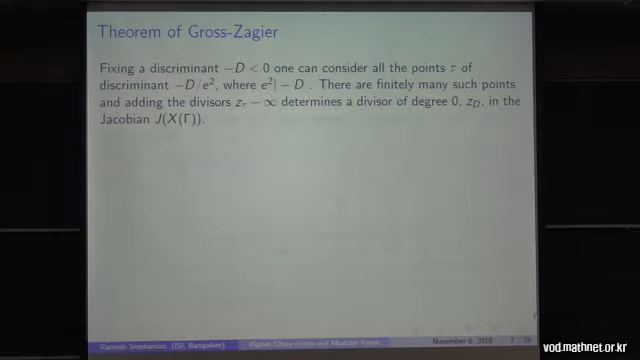 Theorem of Gross-Zagier
Fixing a discriminant −D < 0 one can consider all the points τ of
discriminant −D/e², where e²| − D . There are finitely many such points
and adding the divisors z_τ − ∞ determines a divisor of degree 0, z_D, in the
Jacobian J(X(Γ)).
Ramesh Sreekantan (ISI, Bangalore)
Higher Chow cycles and Modular Forms
November 6, 2018
7 / 35
vod.mathnet.or.kr